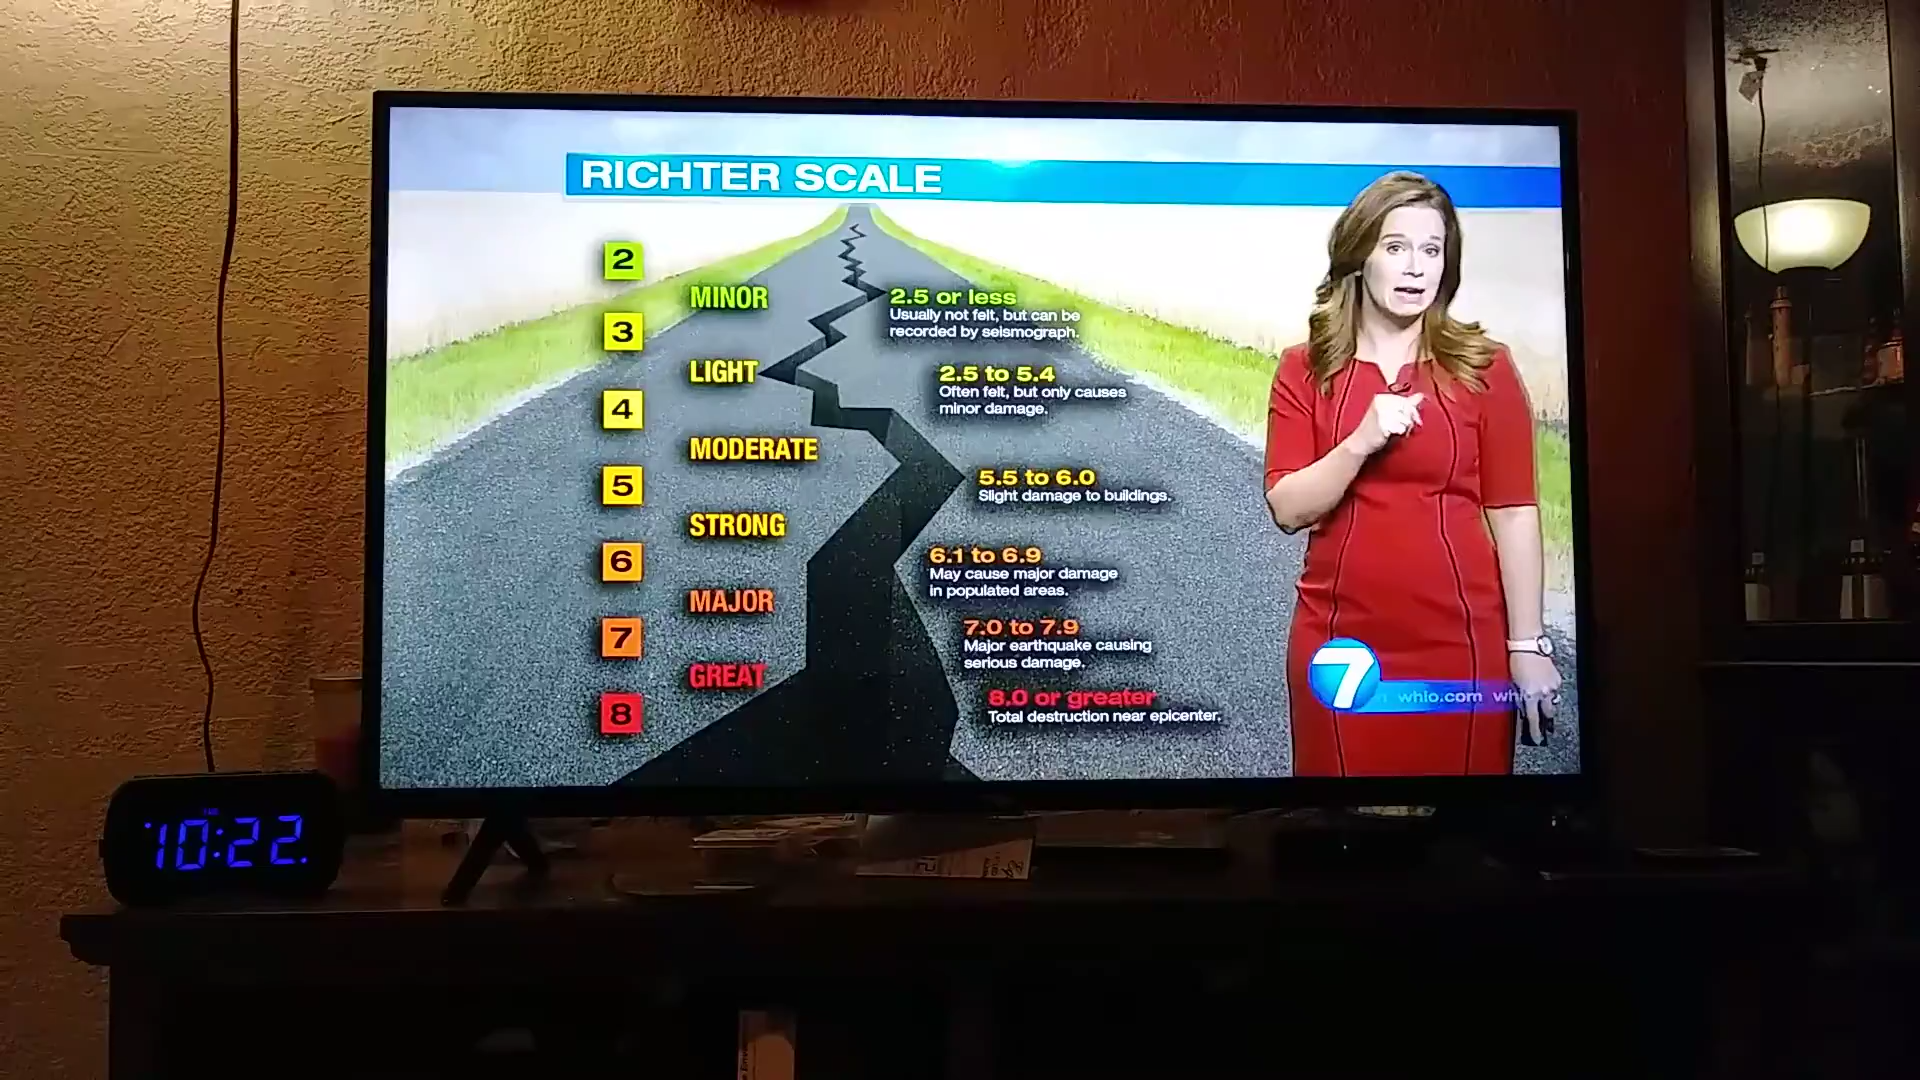 RICHTER SCALE
2
MINOR
2.5 or less
Usually not felt, but can be
recorded by seismograph.
3
LIGHT
2.5 to 5.4
Often felt, but only causes
minor damage.
4
MODERATE
5.5 to 6.0
Slight damage to buildings.
5
STRONG
6.1 to 6.9
May cause major damage
in populated areas.
6
MAJOR
7.0 to 7.9
Major earthquake causing
serious damage.
7
GREAT
8.0 or greater
Total destruction near epicenter.
8
7
whio.com
10:22